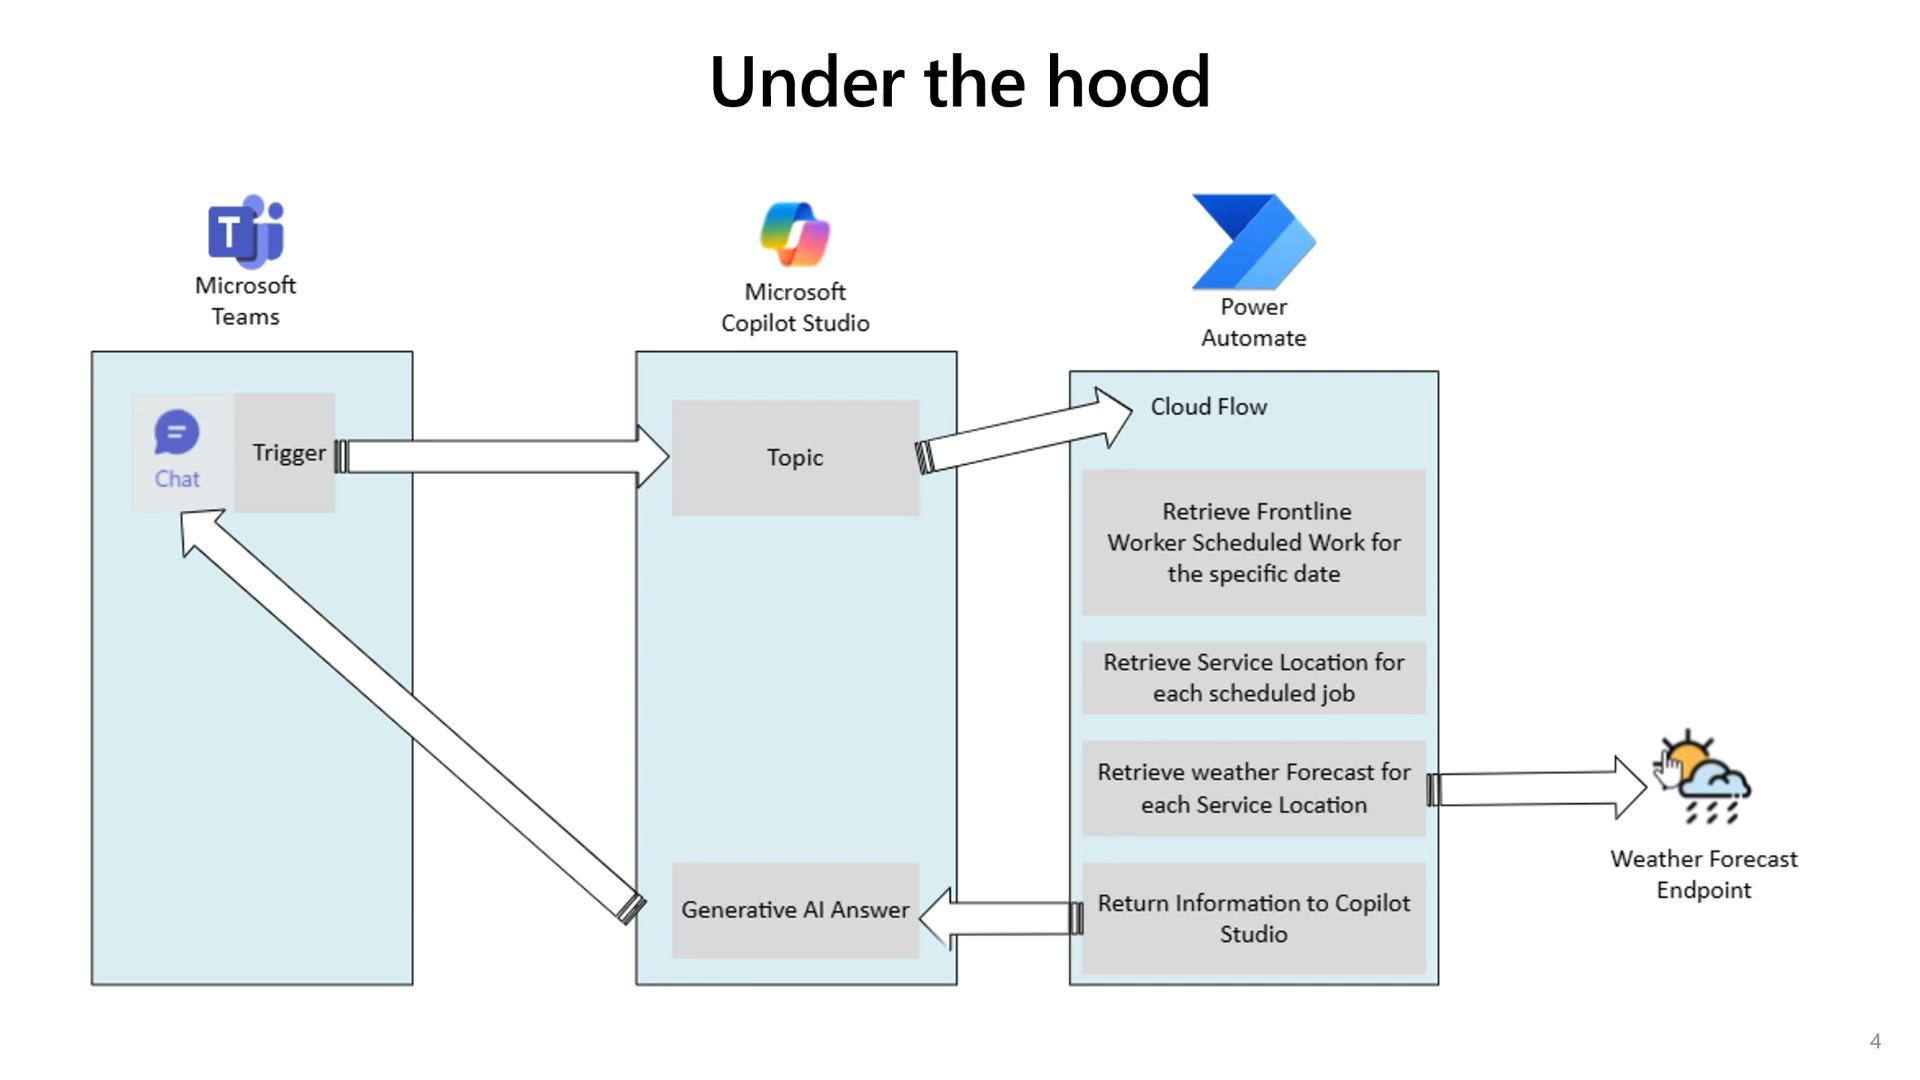 Under the hood
Microsoft
Teams
Microsoft
Copilot Studio
Power
Automate
Chat
Trigger
Topic
Cloud Flow
Retrieve Frontline
Worker Scheduled Work for
the specific date
Retrieve Service Location for
each scheduled job
Retrieve weather Forecast for
each Service Location
Weather Forecast
Endpoint
Generative AI Answer
Return Information to Copilot
Studio
4